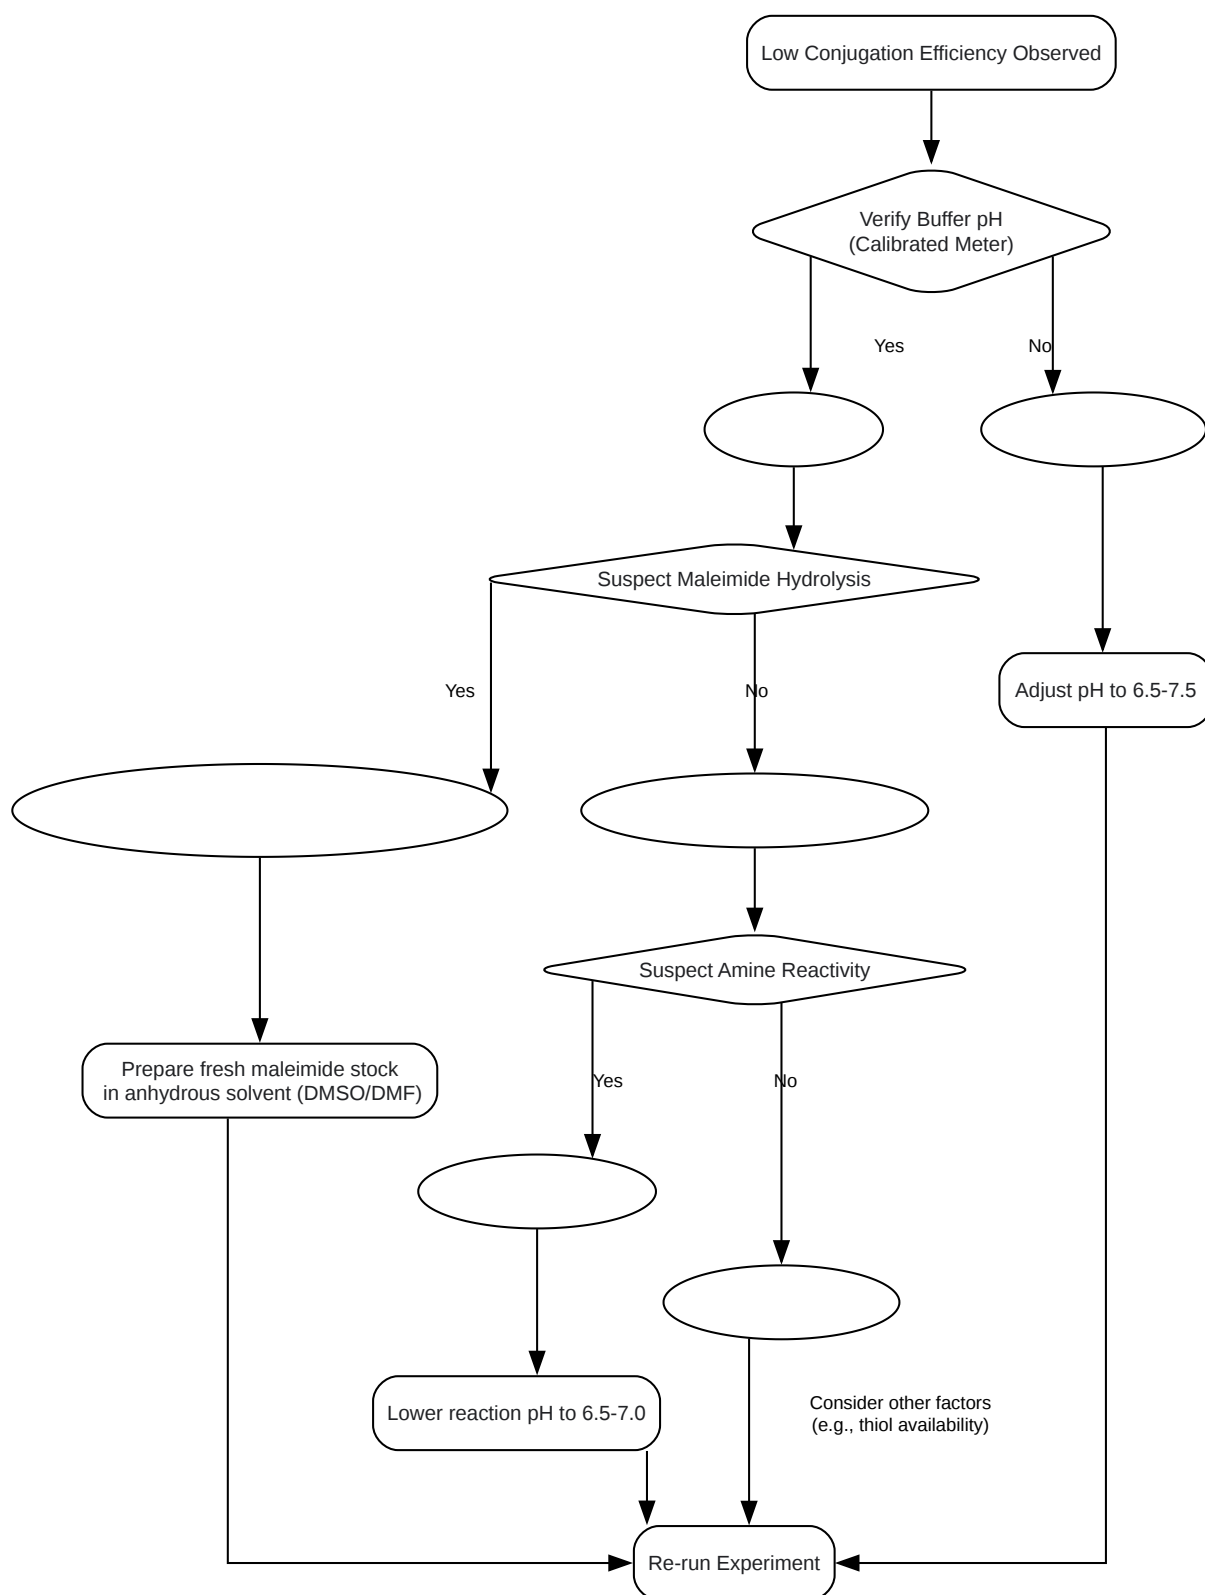 Low Conjugation Efficiency Observed
Verify Buffer pH
(Calibrated Meter)
Yes
No
Suspect Maleimide Hydrolysis
Yes
No
Adjust pH to 6.5-7.5
Suspect Amine Reactivity
Prepare fresh maleimide stock
in anhydrous solvent (DMSO/DMF)
Yes
No
Lower reaction pH to 6.5-7.0
Consider other factors
(e.g., thiol availability)
Re-run Experiment